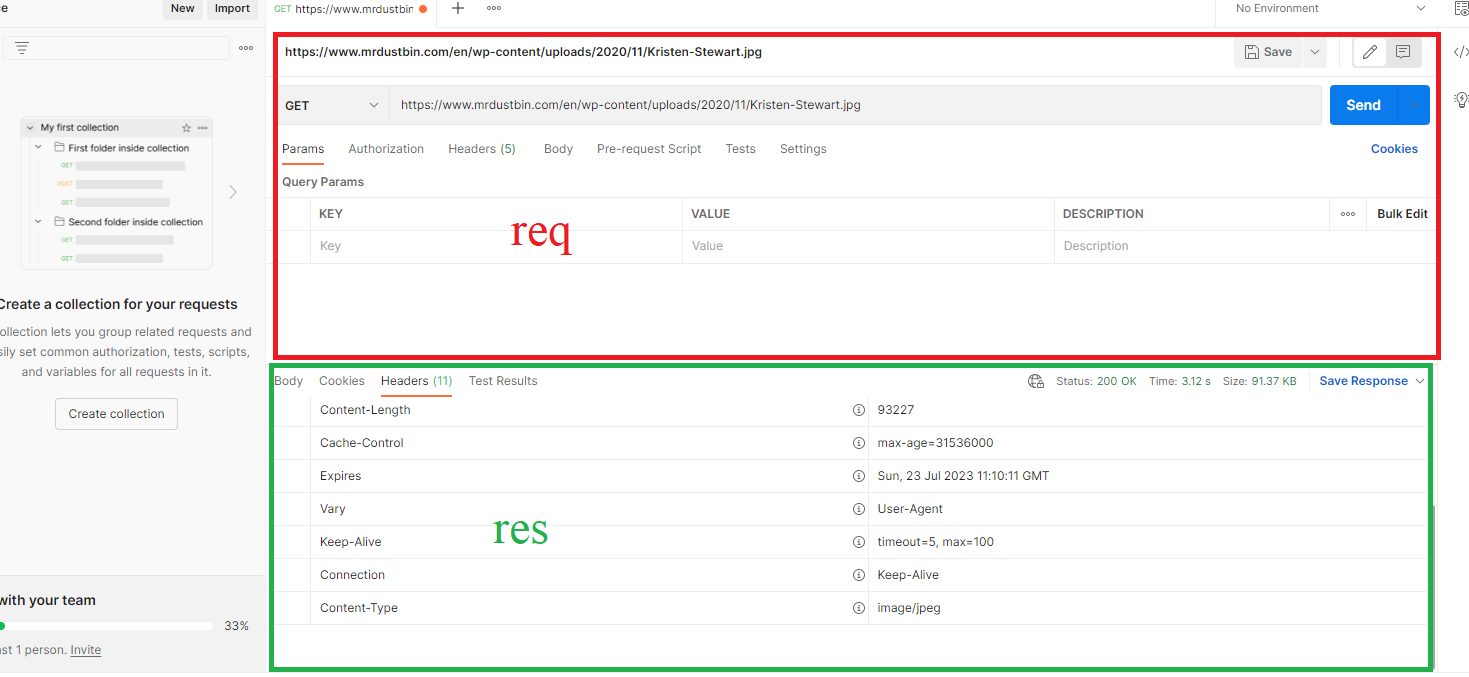 ce New Import
GET https://www.mrdustbin No Environment
https://www.mrdustbin.com/en/wp-content/uploads/2020/11/Kristen-Stewart.jpg Save
GET https://www.mrdustbin.com/en/wp-content/uploads/2020/11/Kristen-Stewart.jpg Send
Params Authorization Headers (5) Body Pre-request Script Tests Settings Cookies
Query Params
KEY VALUE DESCRIPTION Bulk Edit
Key Value Description
req
My first collection
First folder inside collection
GET
POST
GET
Second folder inside collection
GET
GET
Create a collection for your requests
ollection lets you group related requests and
sily set common authorization, tests, scripts,
and variables for all requests in it.
Create collection
with your team
33%
ast 1 person. Invite
Body Cookies Headers (11) Test Results Status: 200 OK Time: 3.12 s Size: 91.37 KB Save Response
Content-Length 93227
Cache-Control max-age=31536000
Expires Sun, 23 Jul 2023 11:10:11 GMT
Vary User-Agent
res
Keep-Alive timeout=5, max=100
Connection Keep-Alive
Content-Type image/jpeg